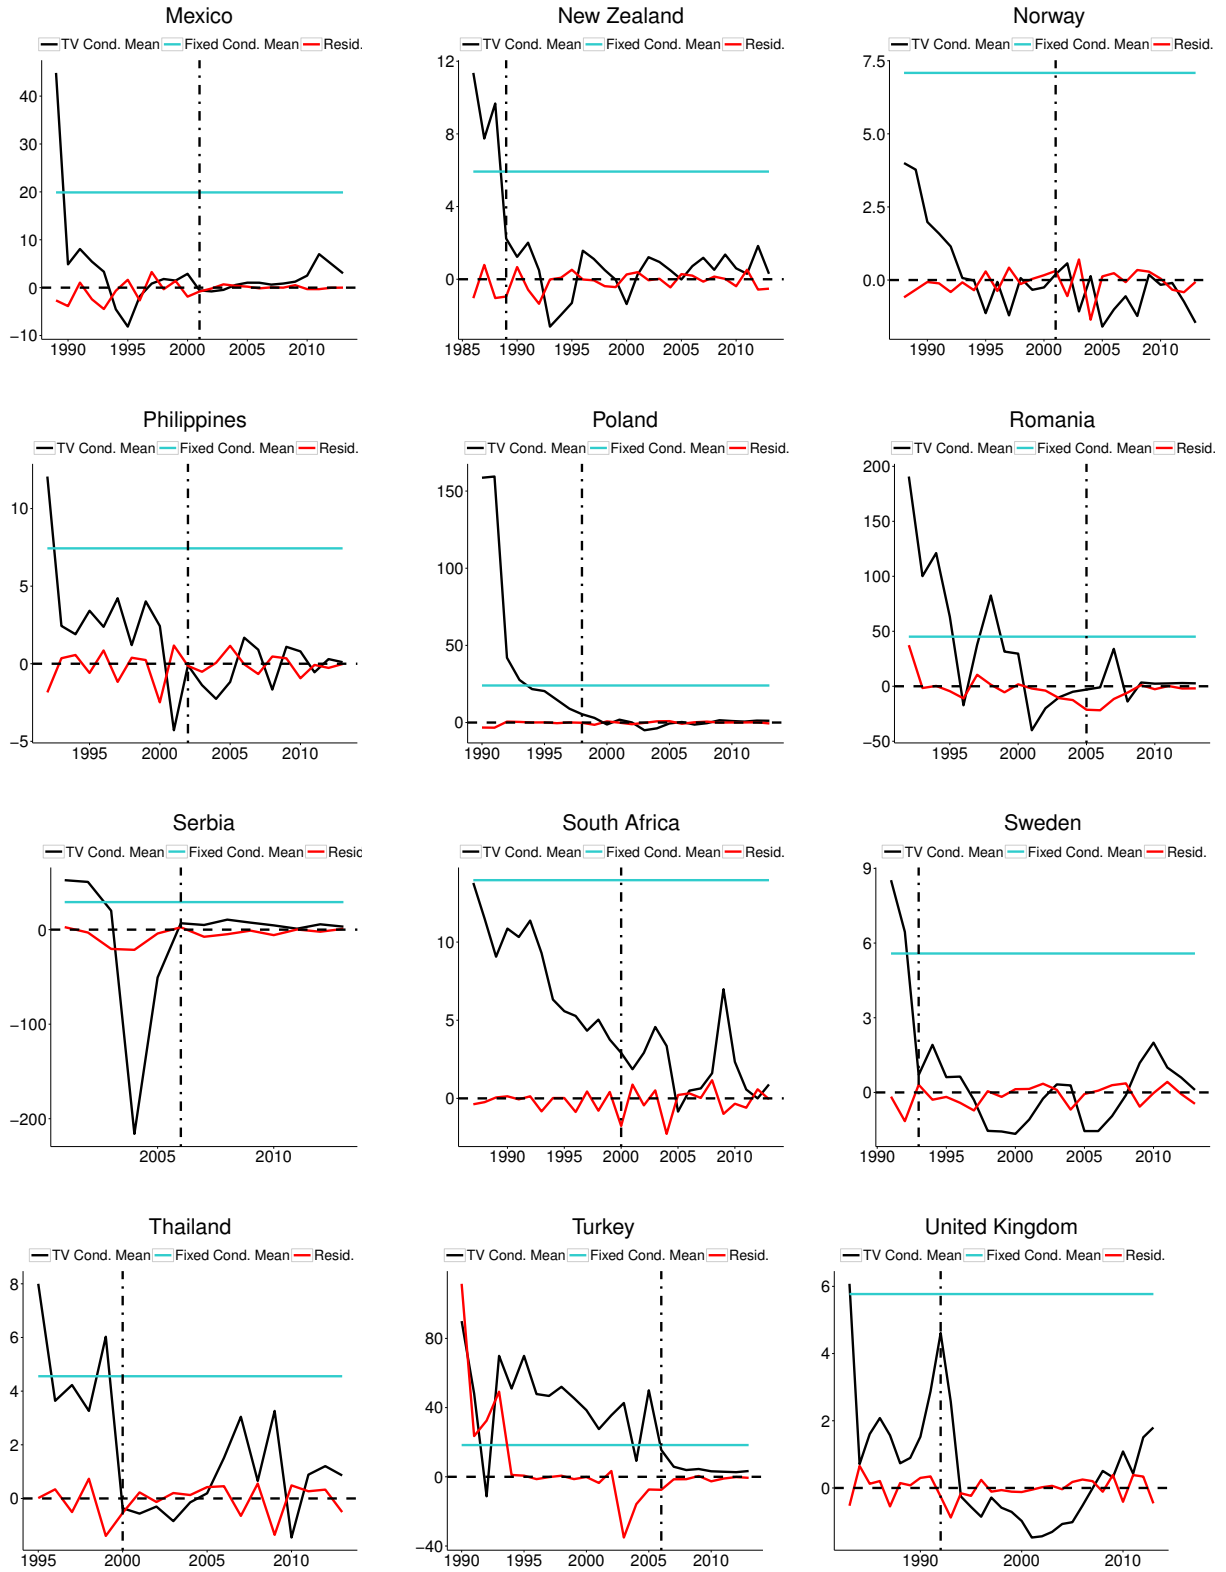 Mexico
TV Cond. Mean Fixed Cond. Mean Resid.
40
30
20
10
0
−10
1990 1995 2000 2005 2010
New Zealand
TV Cond. Mean Fixed Cond. Mean Resid.
12
8
4
0
1985 1990 1995 2000 2005 2010
Norway
TV Cond. Mean Fixed Cond. Mean Resid.
7.5
5.0
2.5
0.0
1990 1995 2000 2005 2010
Philippines
TV Cond. Mean Fixed Cond. Mean Resid.
10
5
0
−5
1995 2000 2005 2010
Poland
TV Cond. Mean Fixed Cond. Mean Resid.
150
100
50
0
1990 1995 2000 2005 2010
Romania
TV Cond. Mean Fixed Cond. Mean Resid.
200
150
100
50
0
−50
1995 2000 2005 2010
Serbia
TV Cond. Mean Fixed Cond. Mean Resid
0
−100
−200
2005 2010
South Africa
TV Cond. Mean Fixed Cond. Mean Resid.
10
5
0
1990 1995 2000 2005 2010
Sweden
TV Cond. Mean Fixed Cond. Mean Resid.
9
6
3
0
1990 1995 2000 2005 2010
Thailand
TV Cond. Mean Fixed Cond. Mean Resid.
8
6
4
2
0
1995 2000 2005 2010
Turkey
TV Cond. Mean Fixed Cond. Mean Resid.
80
40
0
−40
1990 1995 2000 2005 2010
United Kingdom
TV Cond. Mean Fixed Cond. Mean Resid.
6
4
2
0
1990 2000 2010